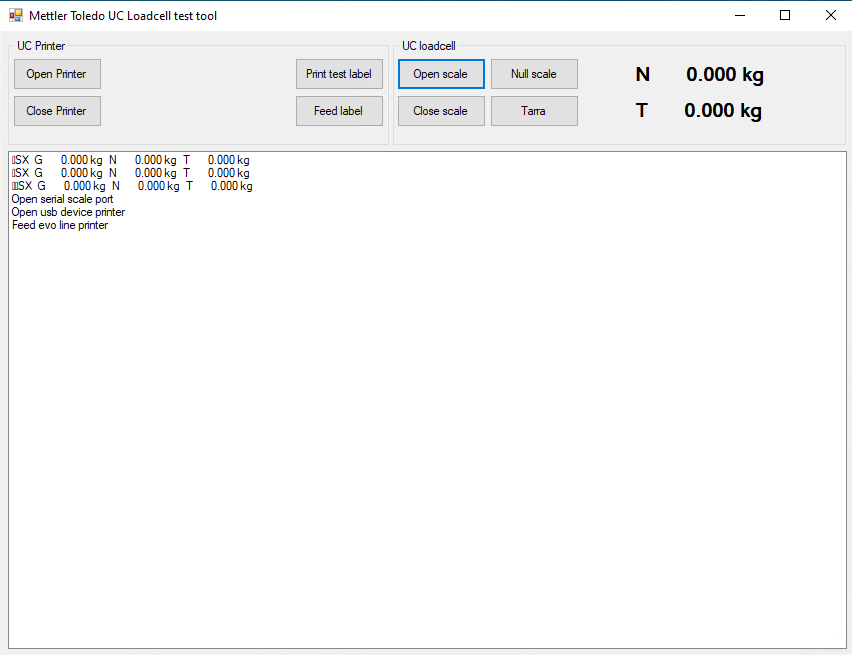 Mettler Toledo UC Loadcell test tool
UC Printer
Open Printer
Print test label
Close Printer
Feed label
UC loadcell
Open scale
Null scale
N 0.000 kg
Close scale
Tarra
T 0.000 kg
SX G 0.000 kg N 0.000 kg T 0.000 kg
SX G 0.000 kg N 0.000 kg T 0.000 kg
SX G 0.000 kg N 0.000 kg T 0.000 kg
Open serial scale port
Open usb device printer
Feed evo line printer